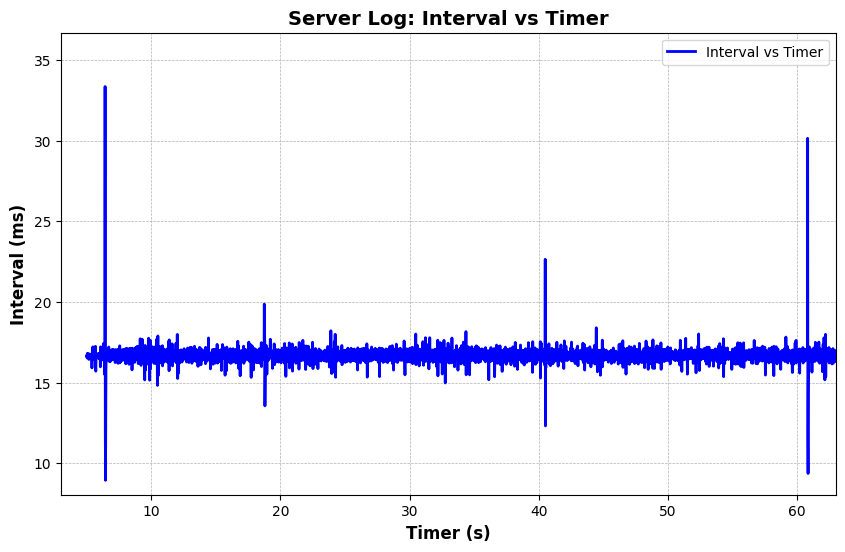 Server Log: Interval vs Timer
Interval vs Timer
35
30
25
20
15
10
Interval (ms)
10 20 30 40 50 60
Timer (s)